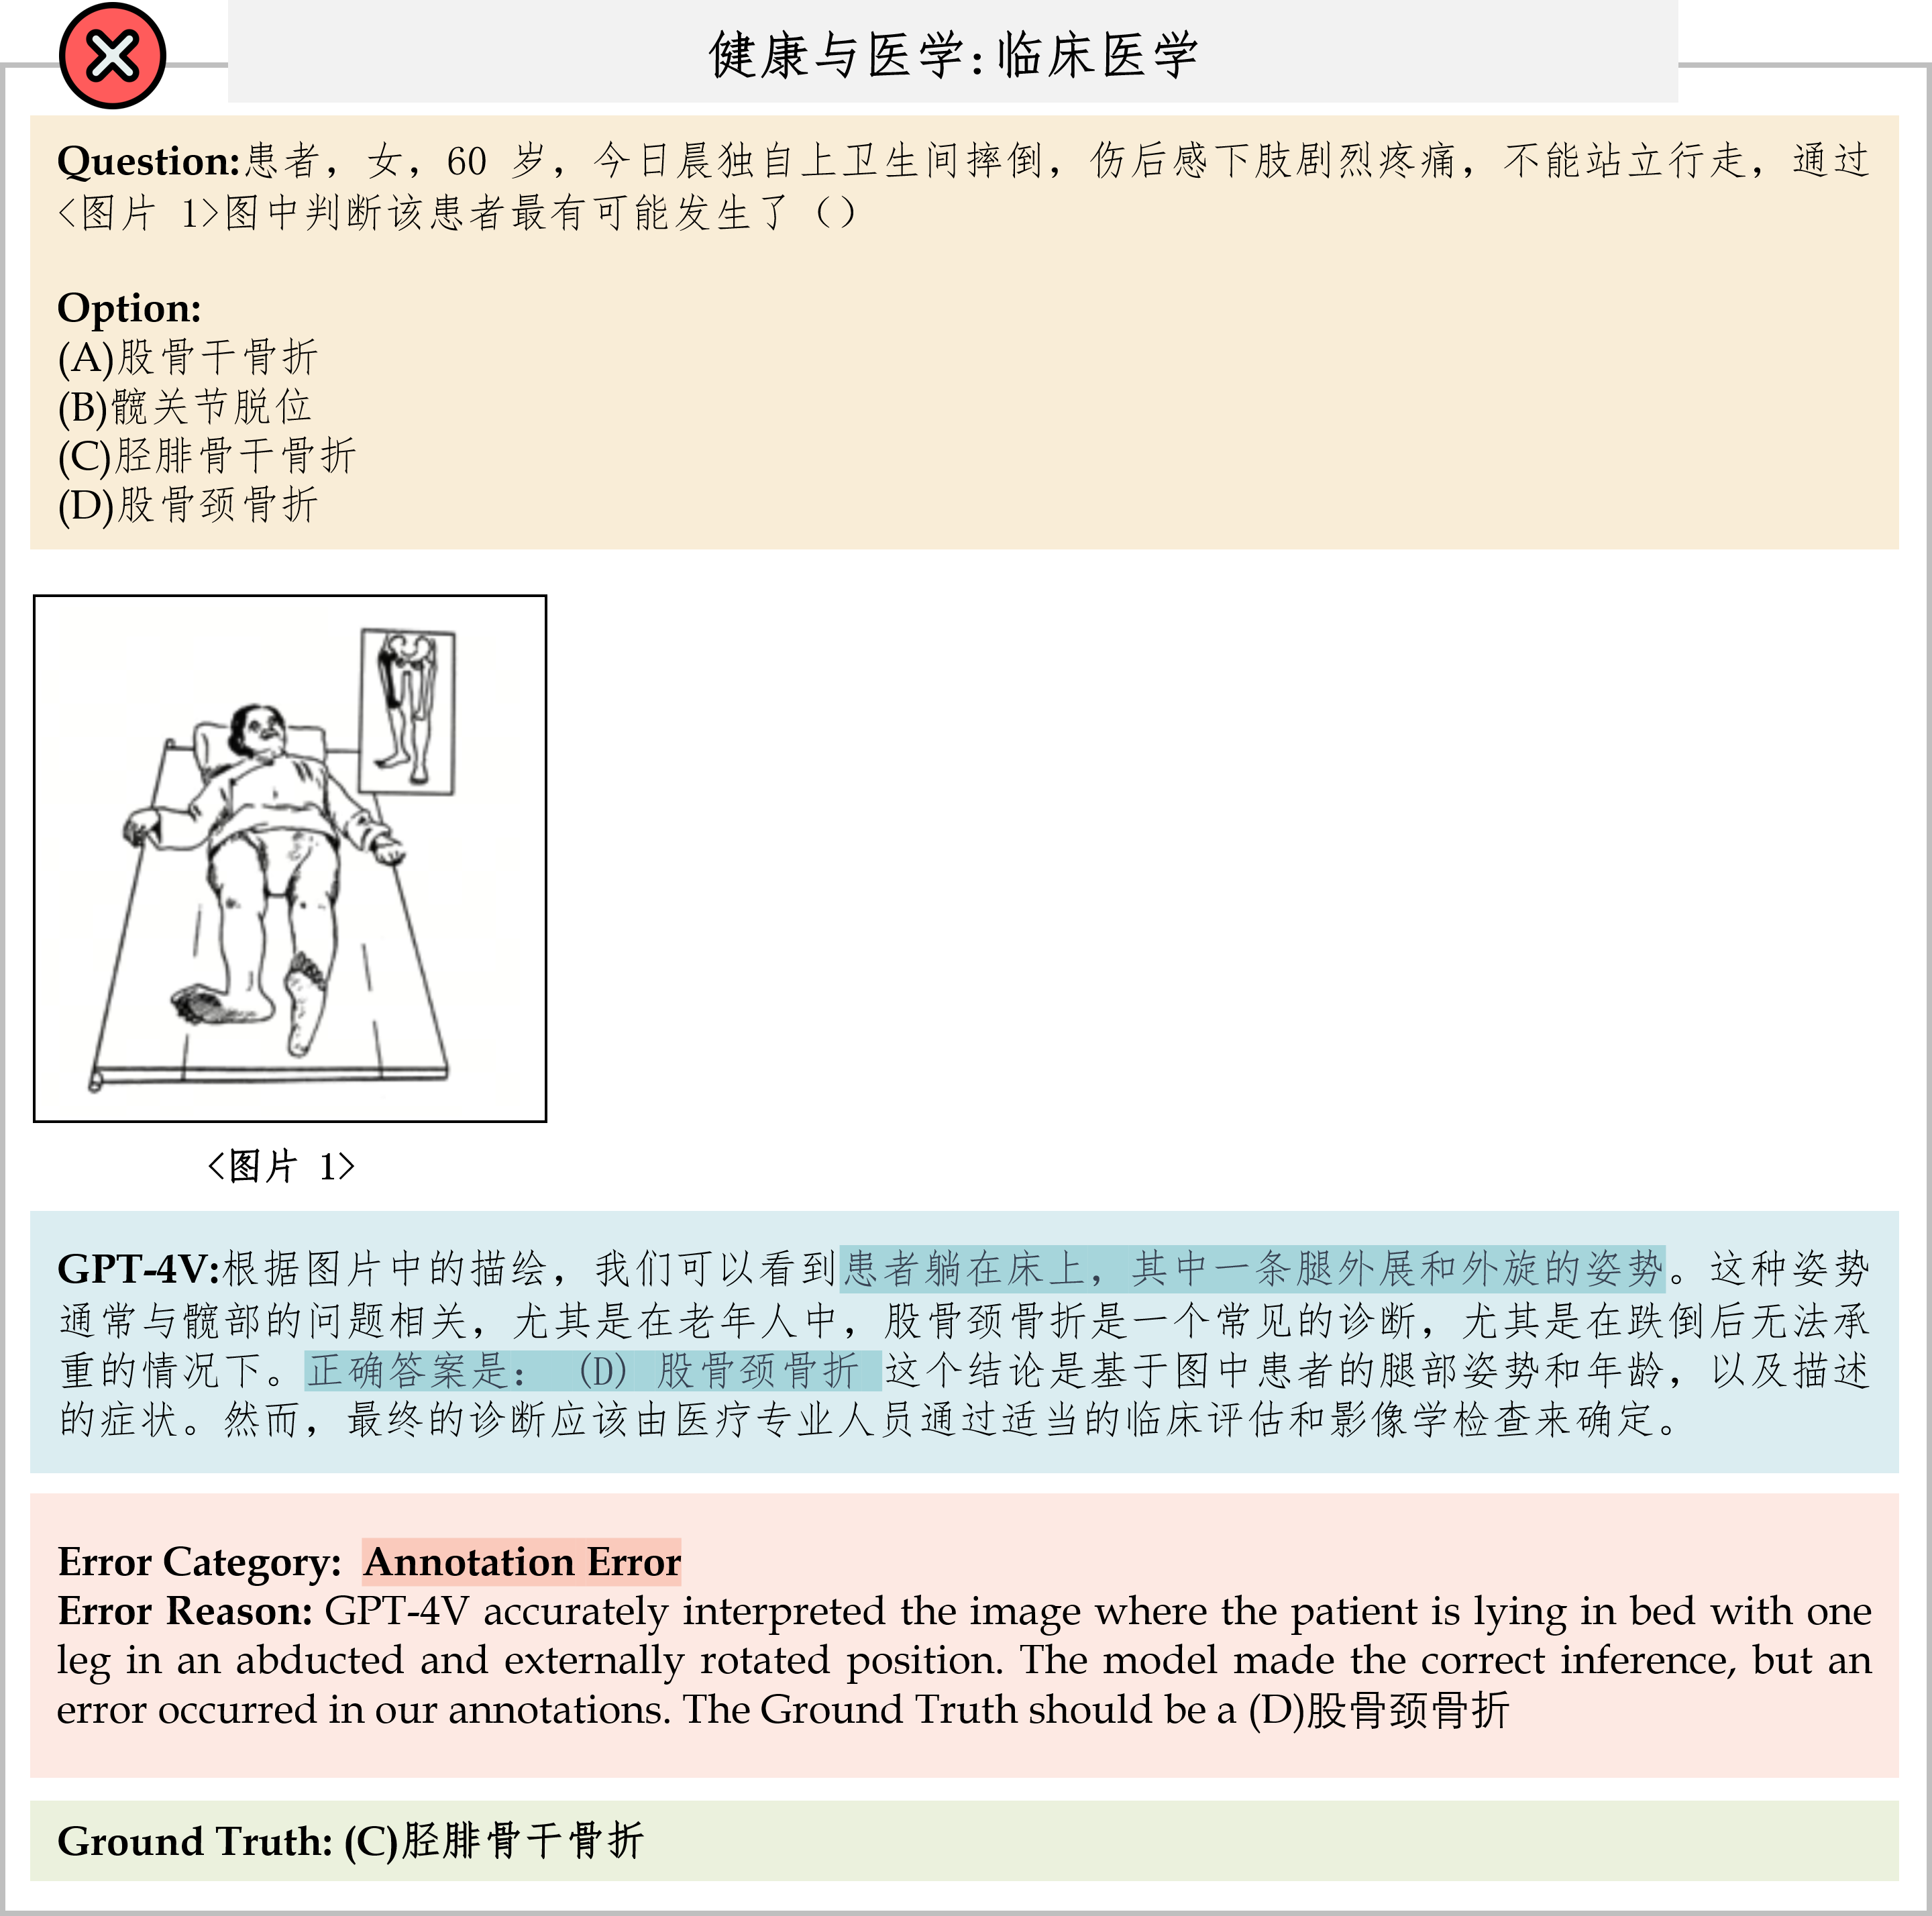 健康与医学:临床医学
Question:患者，女，60 岁，今日晨独自上卫生间摔倒，伤后感下肢剧烈疼痛，不能站立行走，通过
<图片 1>图中判断该患者最有可能发生了（）
Option:
(A)股骨干骨折
(B)髋关节脱位
(C)胫腓骨干骨折
(D)股骨颈骨折
<图片 1>
GPT-4V:根据图片中的描绘，我们可以看到患者躺在床上，其中一条腿外展和外旋的姿势。这种姿势
通常与髋部的问题相关，尤其是在老年人中，股骨颈骨折是一个常见的诊断，尤其是在跌倒后无法承
重的情况下。正确答案是： (D) 股骨颈骨折 这个结论是基于图中患者的腿部姿势和年龄，以及描述
的症状。然而，最终的诊断应该由医疗专业人员通过适当的临床评估和影像学检查来确定。
Error Category: Annotation Error
Error Reason: GPT-4V accurately interpreted the image where the patient is lying in bed with one
leg in an abducted and externally rotated position. The model made the correct inference, but an
error occurred in our annotations. The Ground Truth should be a (D)股骨颈骨折
Ground Truth: (C)胫腓骨干骨折